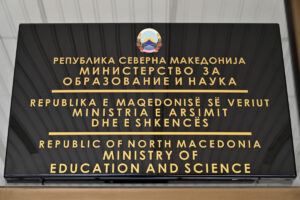 РЕПУБЛИКА СЕВЕРНА МАКЕДОНИЈА
МИНИСТЕРСТВО ЗА
ОБРАЗОВАНИЕ И НАУКА
REPUBLIKA E MAQEDONISË SË VERIUT
MINISTRIA E ARSIMIT
DHE E SHKENCËS
REPUBLIC OF NORTH MACEDONIA
MINISTRY OF
EDUCATION AND SCIENCE